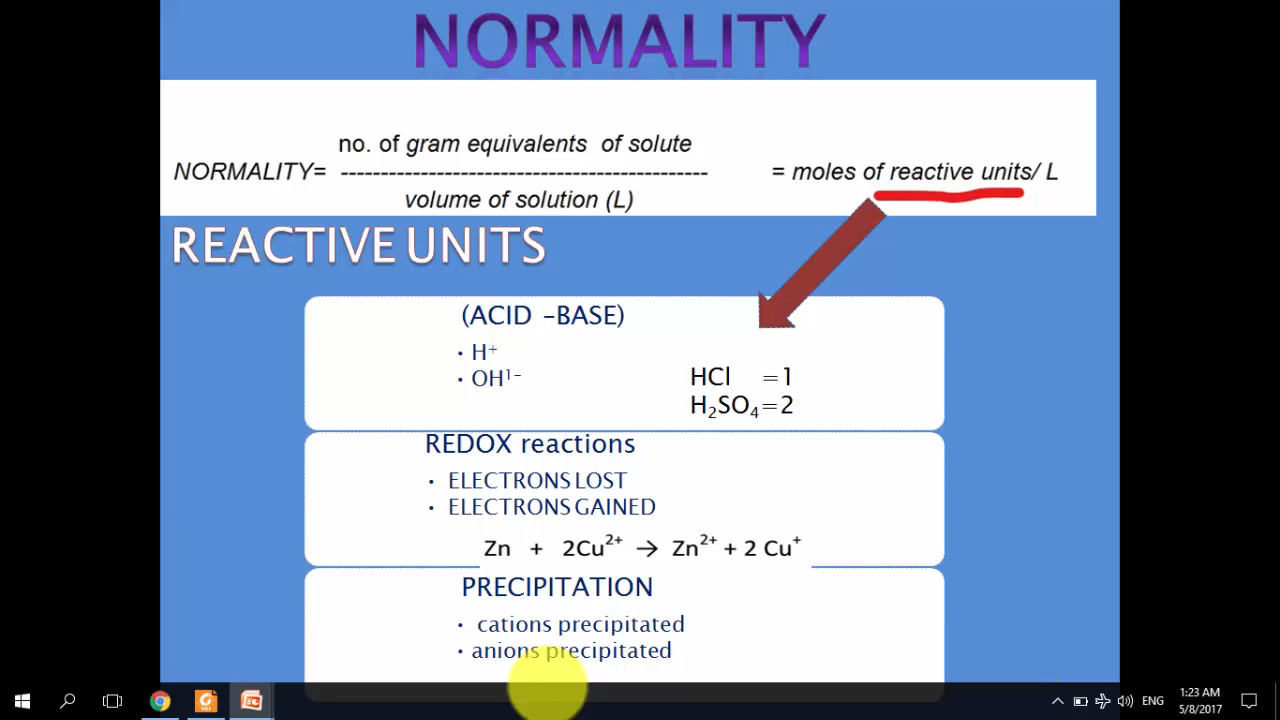 NORMALITY
no. of gram equivalents of solute
NORMALITY= ------------------------------------------- = moles of reactive units/ L
volume of solution (L)
REACTIVE UNITS
(ACID –BASE)
• H⁺
• OH¹⁻
HCl =1
H₂SO₄=2
REDOX reactions
• ELECTRONS LOST
• ELECTRONS GAINED
Zn + 2Cu²⁺ → Zn²⁺ + 2 Cu⁺
PRECIPITATION
• cations precipitated
• anions precipitated
ENG
1:23 AM
5/8/2017